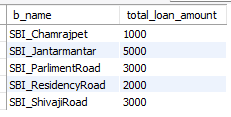 b_name total_loan_amount
SBI_Chamrajpet 1000
SBI_Jantarmantar 5000
SBI_ParlimentRoad 3000
SBI_ResidencyRoad 2000
SBI_ShivajiRoad 3000